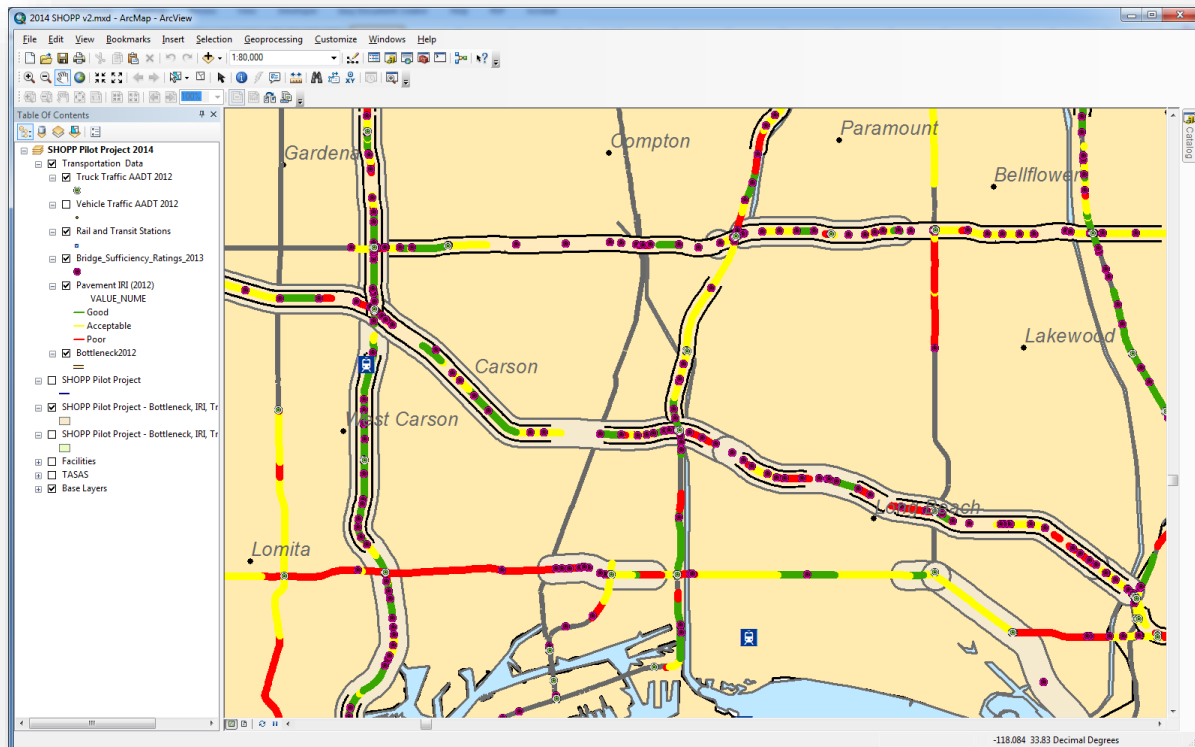 2014 SHOPP v2.mxd - ArcMap - ArcView
File Edit View Bookmarks Insert Selection Geoprocessing Customize Windows Help
1:80,000
100%
Table Of Contents
SHOPP Pilot Project 2014
Transportation Data
Truck Traffic AADT 2012
Vehicle Traffic AADT 2012
Rail and Transit Stations
Bridge_Sufficiency_Ratings_2013
Pavement IRI (2012)
VALUE_NUME
Good
Acceptable
Poor
Bottleneck2012
SHOPP Pilot Project
SHOPP Pilot Project - Bottleneck, IRI, Tr
SHOPP Pilot Project - Bottleneck, IRI, Tr
Facilities
TASAS
Base Layers
Gardena
Compton
Paramount
Bellflower
Lakewood
Carson
West Carson
Long Beach
Lomita
Catalog
-118.084 33.83 Decimal Degrees